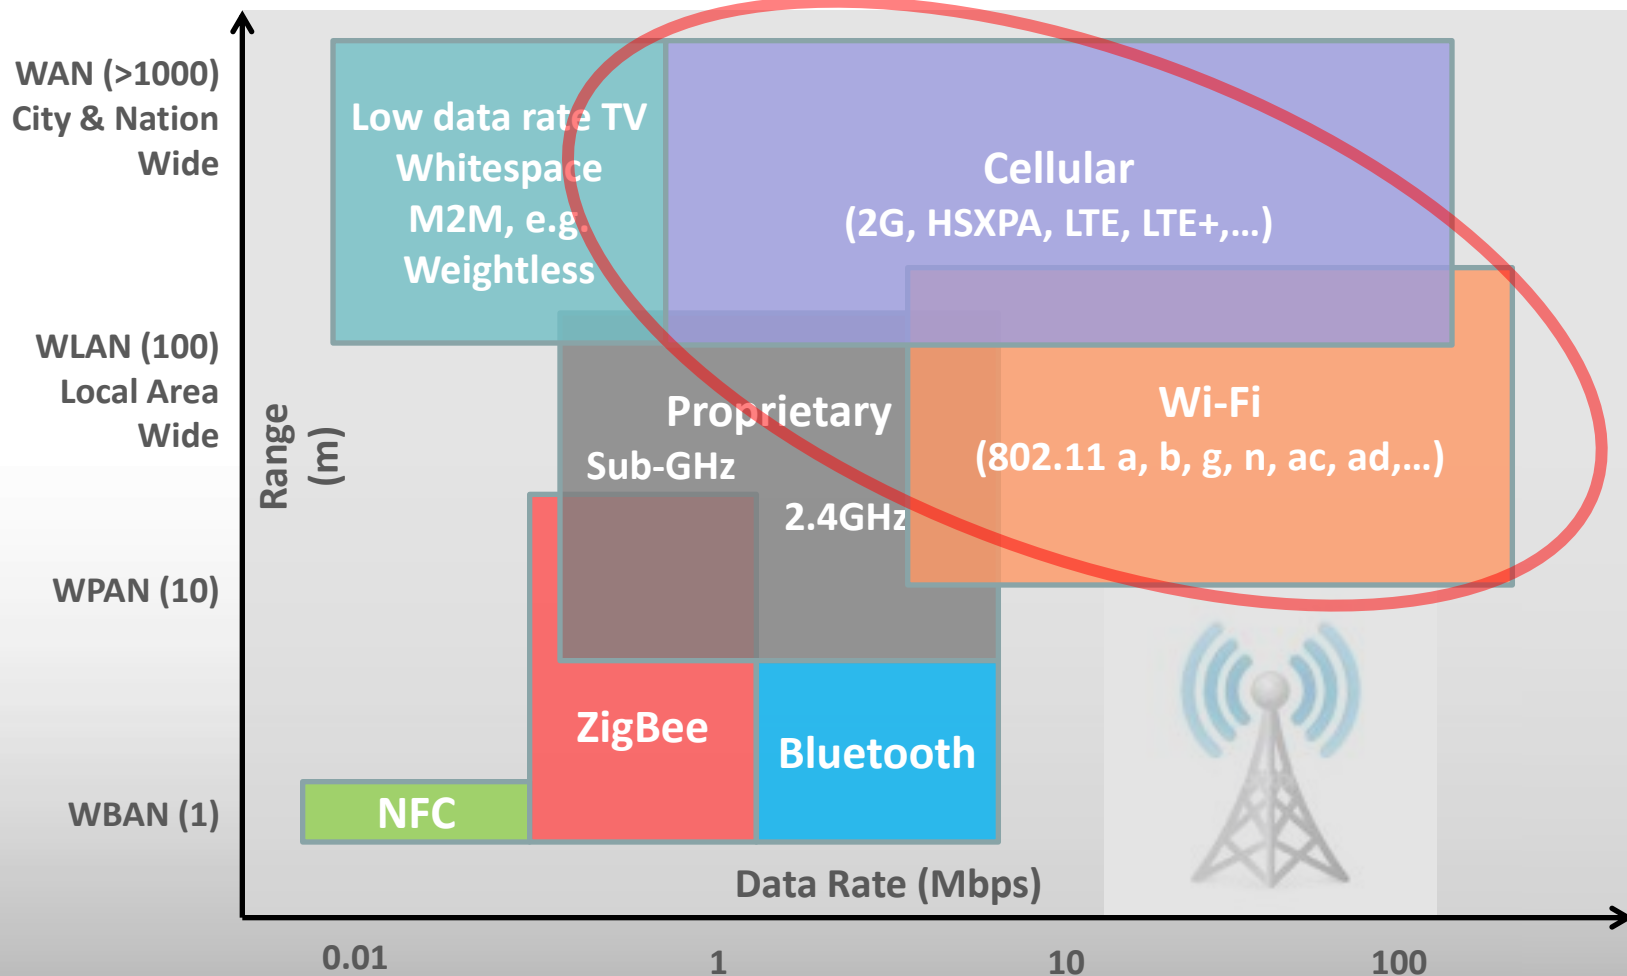 WAN (>1000)
City & Nation
Wide
WLAN (100)
Local Area
Wide
WPAN (10)
WBAN (1)
Range
(m)
Low data rate TV
Whitespace
M2M, e.g.
Weightless
Cellular
(2G, HSXPA, LTE, LTE+,...)
Proprietary
Sub-GHz
2.4GHz
Wi-Fi
(802.11 a, b, g, n, ac, ad,...)
ZigBee
Bluetooth
NFC
Data Rate (Mbps)
0.01
1
10
100